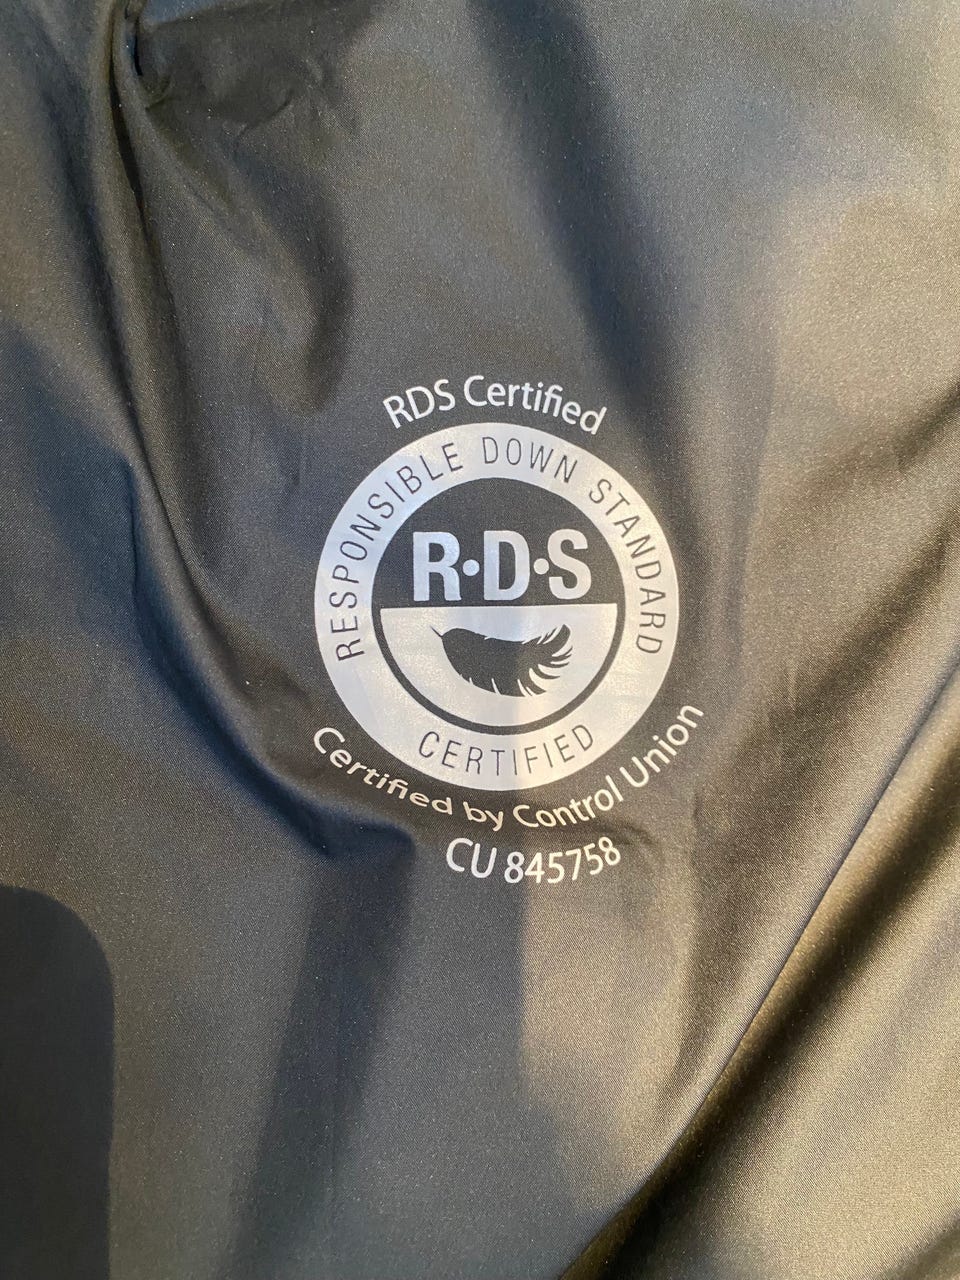 RDS Certified
RESPONSIBLE DOWN STANDARD
R·D·S
CERTIFIED
Certified by Control Union
CU 845758